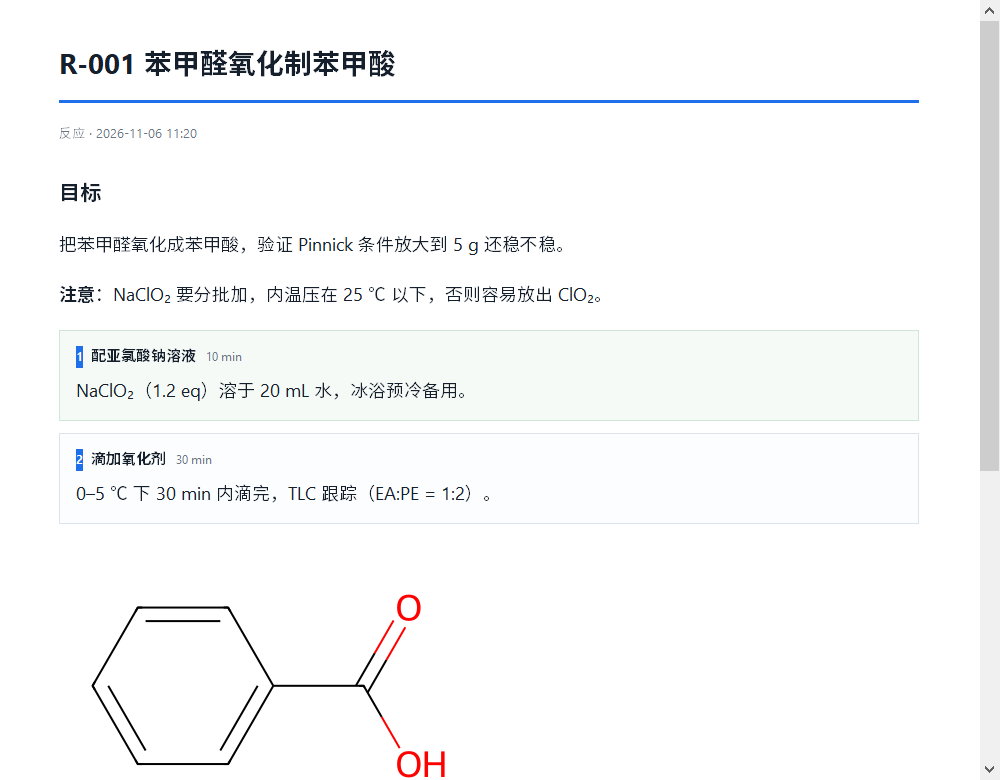 R-001 苯甲醛氧化制苯甲酸
反应 · 2026-11-06 11:20
目标
把苯甲醛氧化成苯甲酸，验证 Pinnick 条件放大到 5 g 还稳不稳。
注意：NaClO₂ 要分批加，内温压在 25 °C 以下，否则容易放出 ClO₂。
1 配亚氯酸钠溶液 10 min
NaClO₂（1.2 eq）溶于 20 mL 水，冰浴预冷备用。
2 滴加氧化剂 30 min
0–5 °C 下 30 min 内滴完，TLC 跟踪（EA:PE = 1:2）。
O
OH